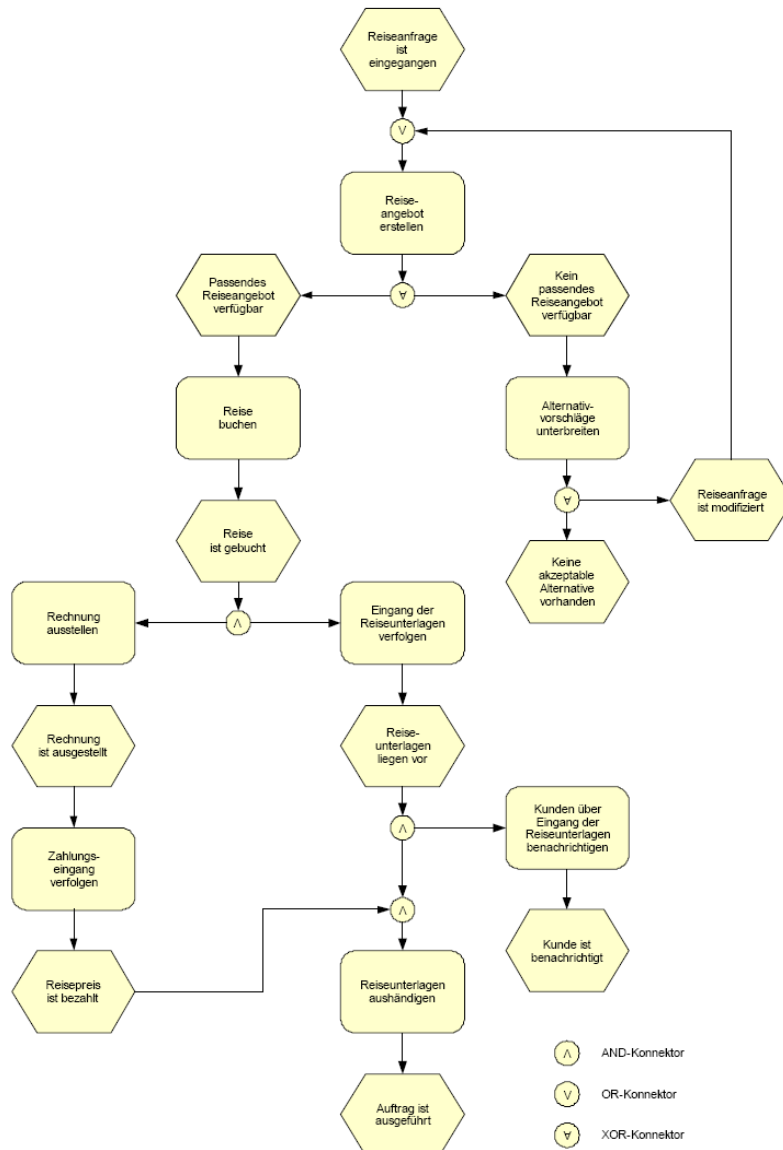 Reiseanfrage
ist
eingegangen
V
Reise-
angebot
erstellen
Passendes
Reiseangebot
verfügbar
∀
Kein
passendes
Reiseangebot
verfügbar
Reise
buchen
Alternativ-
vorschläge
unterbreiten
Reise
ist gebucht
∀
Reiseanfrage
ist modifiziert
Keine
akzeptable
Alternative
vorhanden
Rechnung
ausstellen
Λ
Eingang der
Reiseunterlagen
verfolgen
Rechnung
ist ausgestellt
Reise-
unterlagen
liegen vor
Zahlungs-
eingang
verfolgen
Λ
Kunden über
Eingang der
Reiseunterlagen
benachrichtigen
Λ
Kunde ist
benachrichtigt
Reisepreis
ist bezahlt
Reiseunterlagen
aushändigen
Auftrag ist
ausgeführt
Λ AND-Konnektor
V OR-Konnektor
∀ XOR-Konnektor